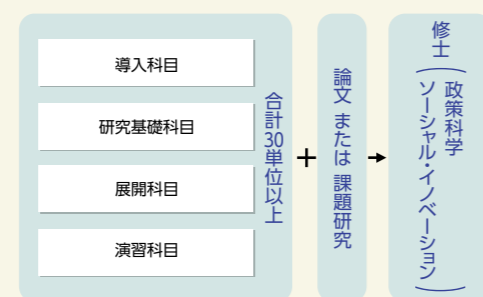 導入科目
研究基礎科目
展開科目
演習科目
合計30単位以上
+
論文 または 課題研究
→
修士
(政策科学
ソーシャル・イノベーション)